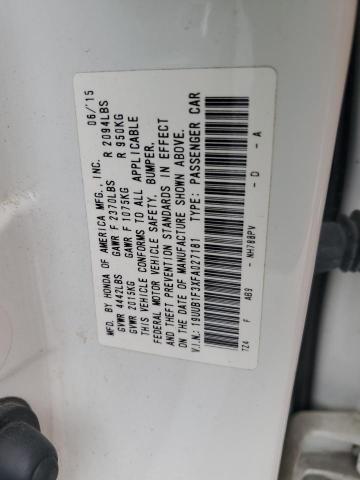 MFD. BY HONDA OF AMERICA MFG., INC. 06/'15
GVWR 4442LBS GAWR F 2370LBS R 2094LBS
GVWR 2015KG GAWR F 1075KG R 950KG
THIS VEHICLE CONFORMS TO ALL APPLICABLE
FEDERAL MOTOR VEHICLE SAFETY, BUMPER,
AND THEFT PREVENTION STANDARDS IN EFFECT
ON THE DATE OF MANUFACTURE SHOWN ABOVE.
V.I.N.: 19UUB1F3XFA027181 TYPE: PASSENGER CAR
TZ4 F AB9 - NH788PV - D - A